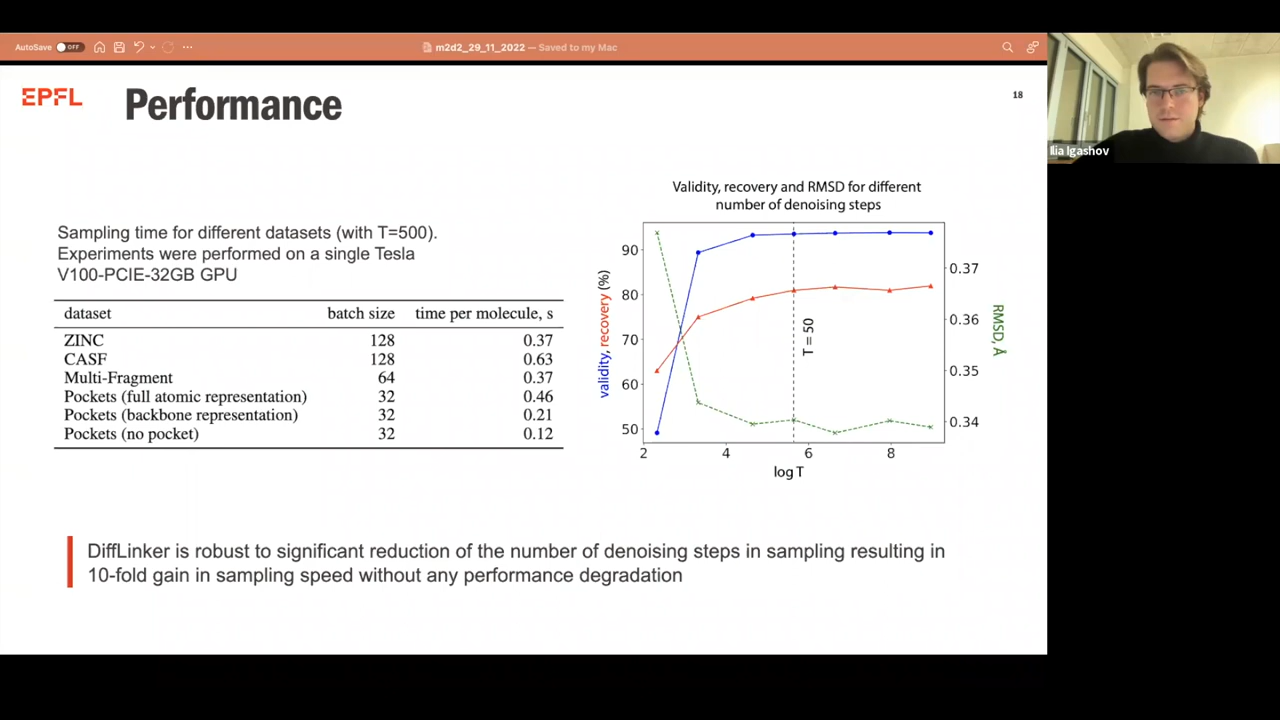 AutoSave OFF
m2d2_29_11_2022 — Saved to my Mac
EPFL
Performance
18
Ilia Igashov
Sampling time for different datasets (with T=500).
Experiments were performed on a single Tesla
V100-PCIE-32GB GPU
dataset batch size time per molecule, s
ZINC 128 0.37
CASF 128 0.63
Multi-Fragment 64 0.37
Pockets (full atomic representation) 32 0.46
Pockets (backbone representation) 32 0.21
Pockets (no pocket) 32 0.12
Validity, recovery and RMSD for different
number of denoising steps
validity, recovery (%)
90
80
70
60
50
T = 50
0.37
0.36
0.35
0.34
RMSD, Å
2 4 6 8
log T
DiffLinker is robust to significant reduction of the number of denoising steps in sampling resulting in
10-fold gain in sampling speed without any performance degradation